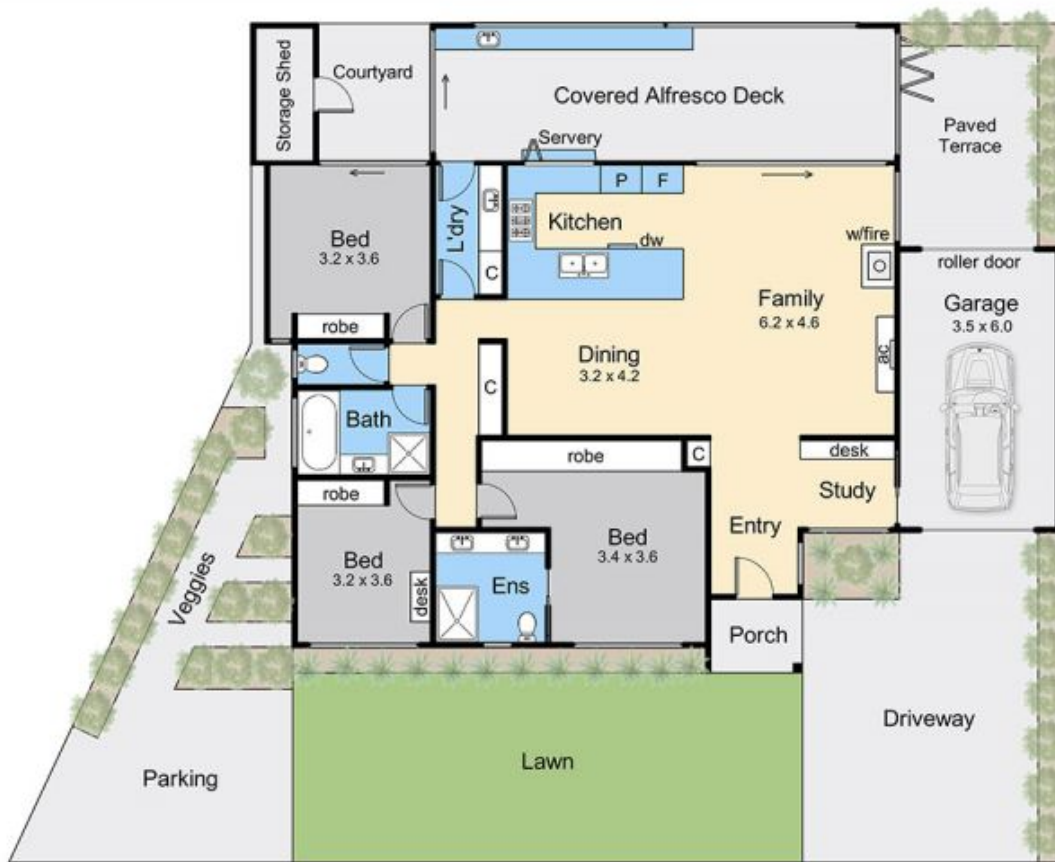 Storage Shed
Courtyard
Covered Alfresco Deck
Paved
Terrace
Servery
Bed
3.2 x 3.6
robe
L'dry
C
P
F
Kitchen
dw
w/fire
Family
6.2 x 4.6
ac
roller door
Garage
3.5 x 6.0
Dining
3.2 x 4.2
C
Bath
robe
C
desk
Study
robe
Bed
3.2 x 3.6
desk
Ens
Bed
3.4 x 3.6
Entry
Porch
Veggies
Parking
Lawn
Driveway